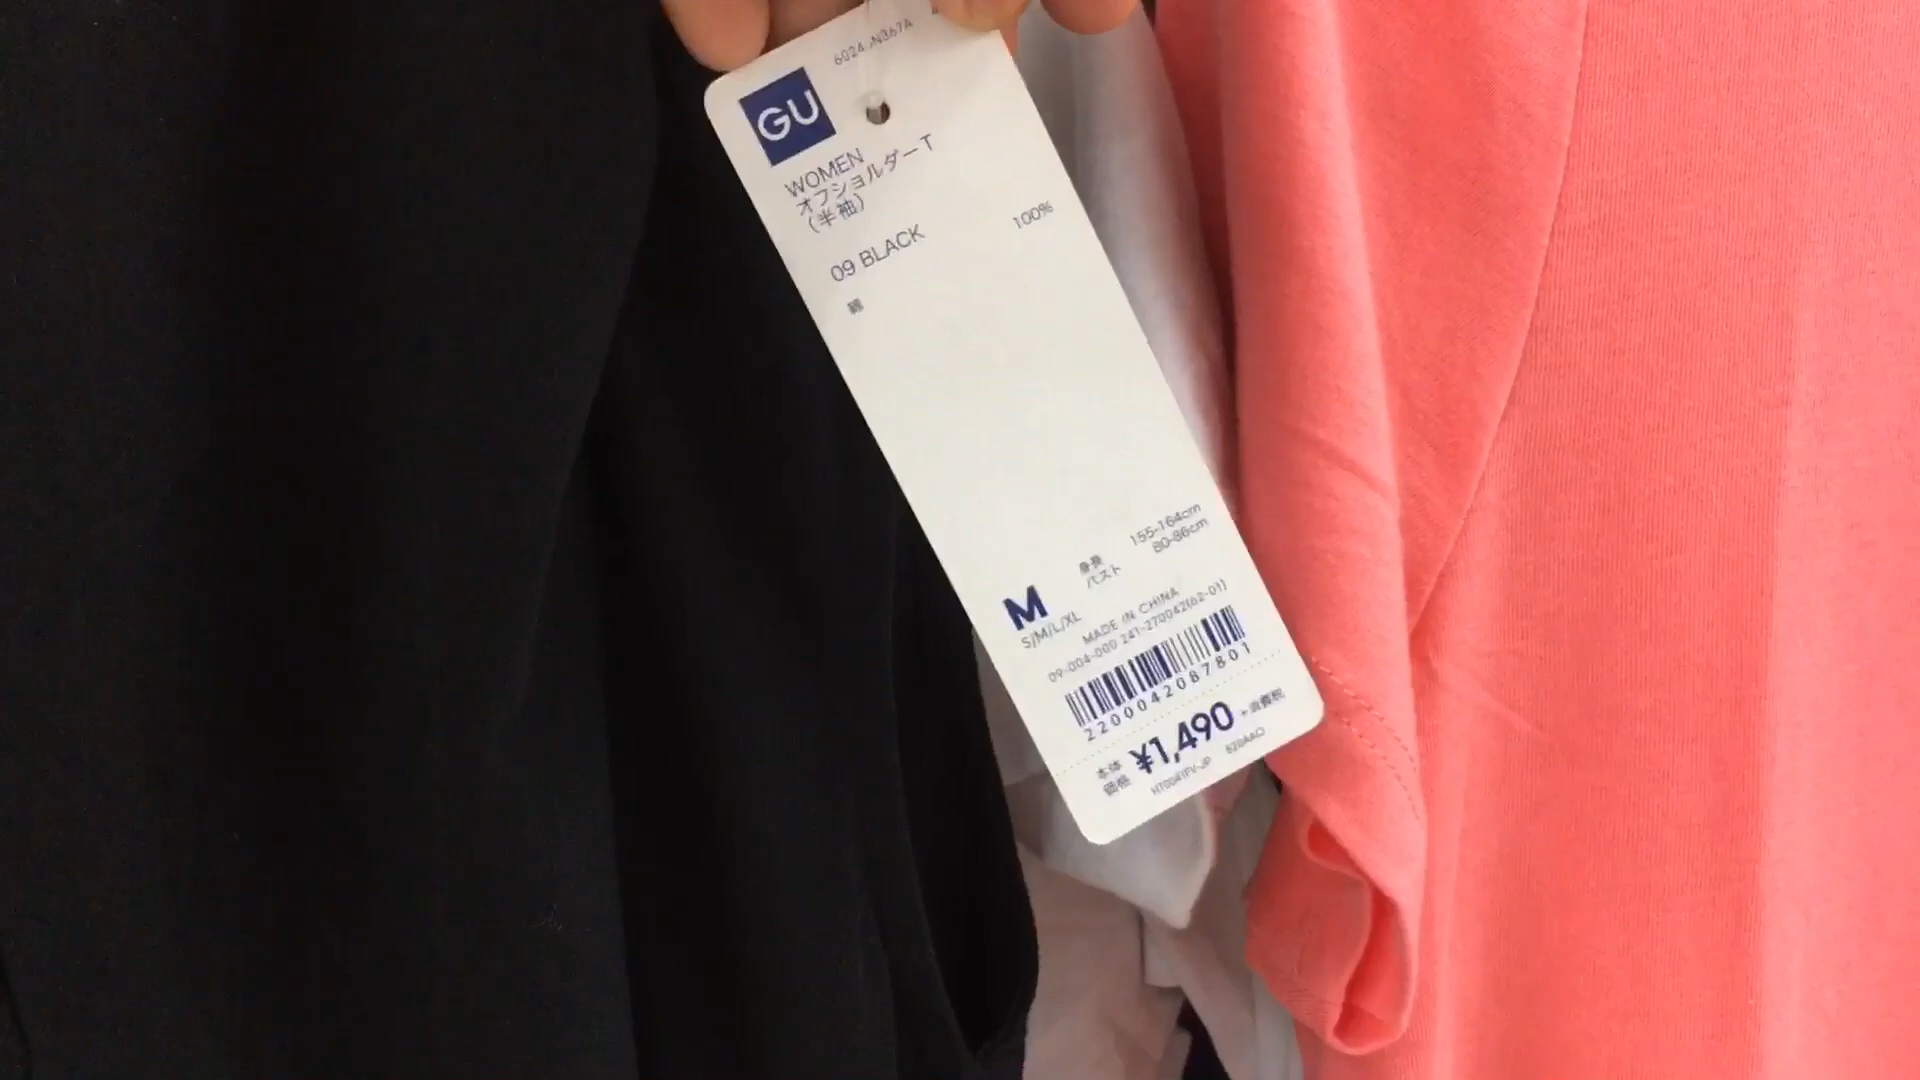 GU
WOMEN
オフショルダーT
(半袖)
09 BLACK
綿 100%
身長 155-164cm
バスト 80-86cm
M
S/M/L/XL
MADE IN CHINA
09-004-000 241-270042(62-01)
2200042087801
本体
価格 ¥1,490 +消費税